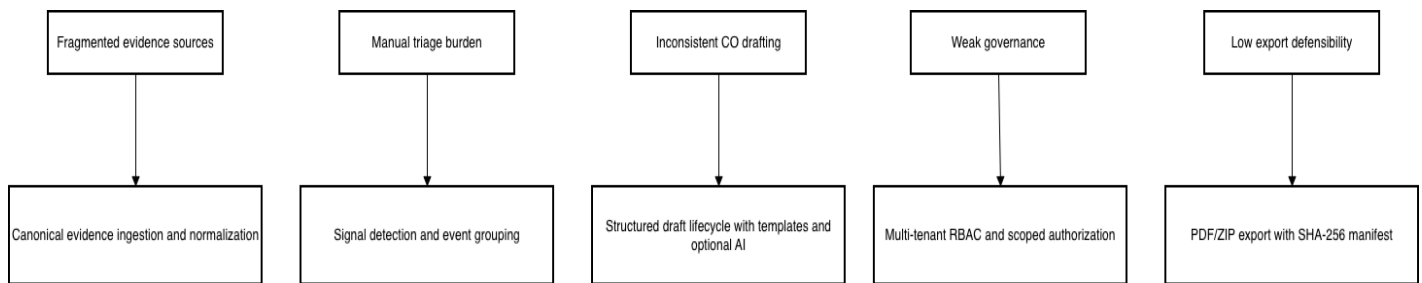 Fragmented evidence sources
Manual triage burden
Inconsistent CO drafting
Weak governance
Low export defensibility
Canonical evidence ingestion and normalization
Signal detection and event grouping
Structured draft lifecycle with templates and
optional AI
Multi-tenant RBAC and scoped authorization
PDF/ZIP export with SHA-256 manifest